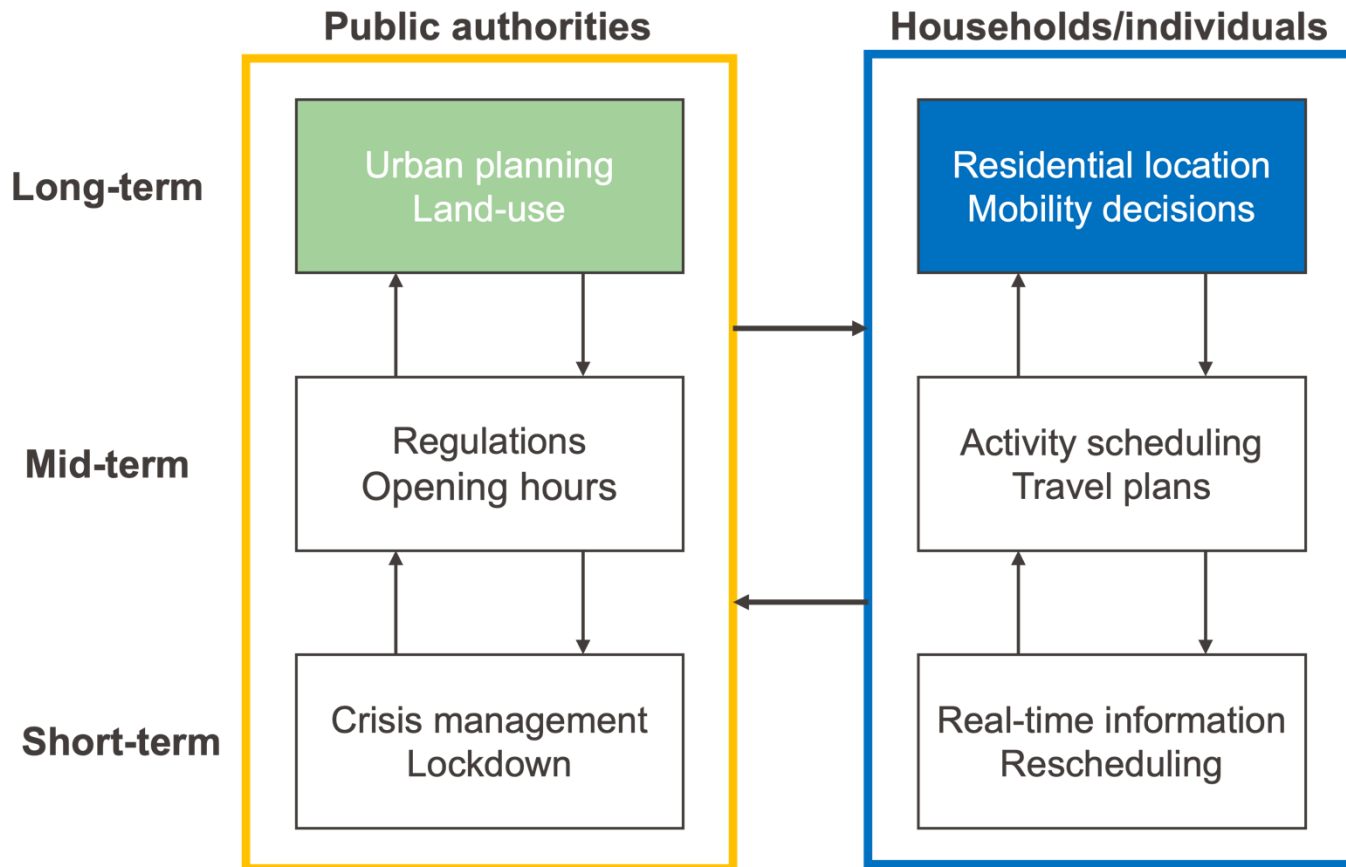 Public authorities
Households/individuals
Long-term
Urban planning
Land-use
Residential location
Mobility decisions
Mid-term
Regulations
Opening hours
Activity scheduling
Travel plans
Short-term
Crisis management
Lockdown
Real-time information
Rescheduling